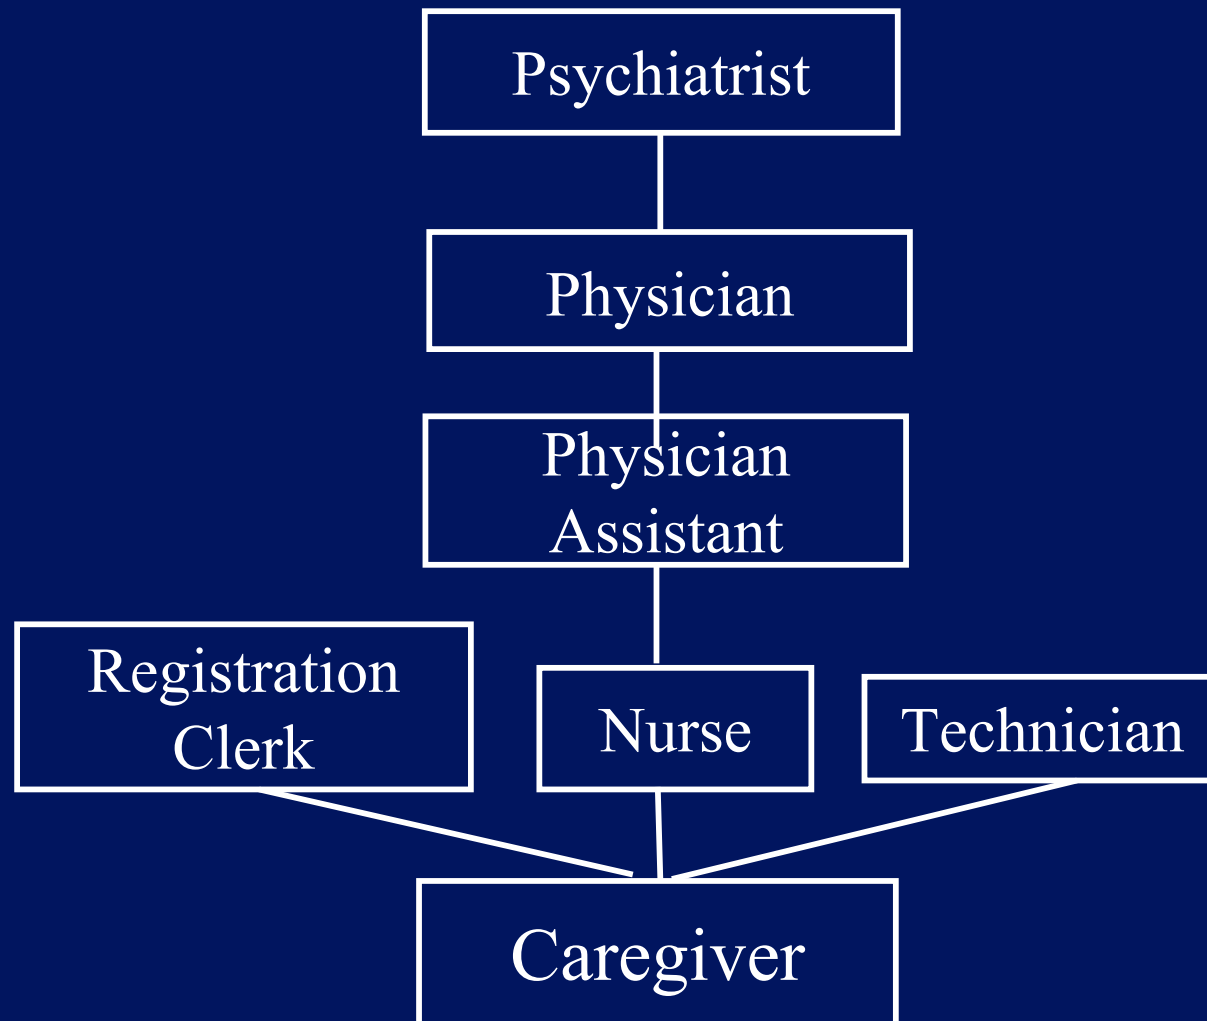 Psychiatrist
Physician
Physician
Assistant
Registration
Clerk
Nurse
Technician
Caregiver